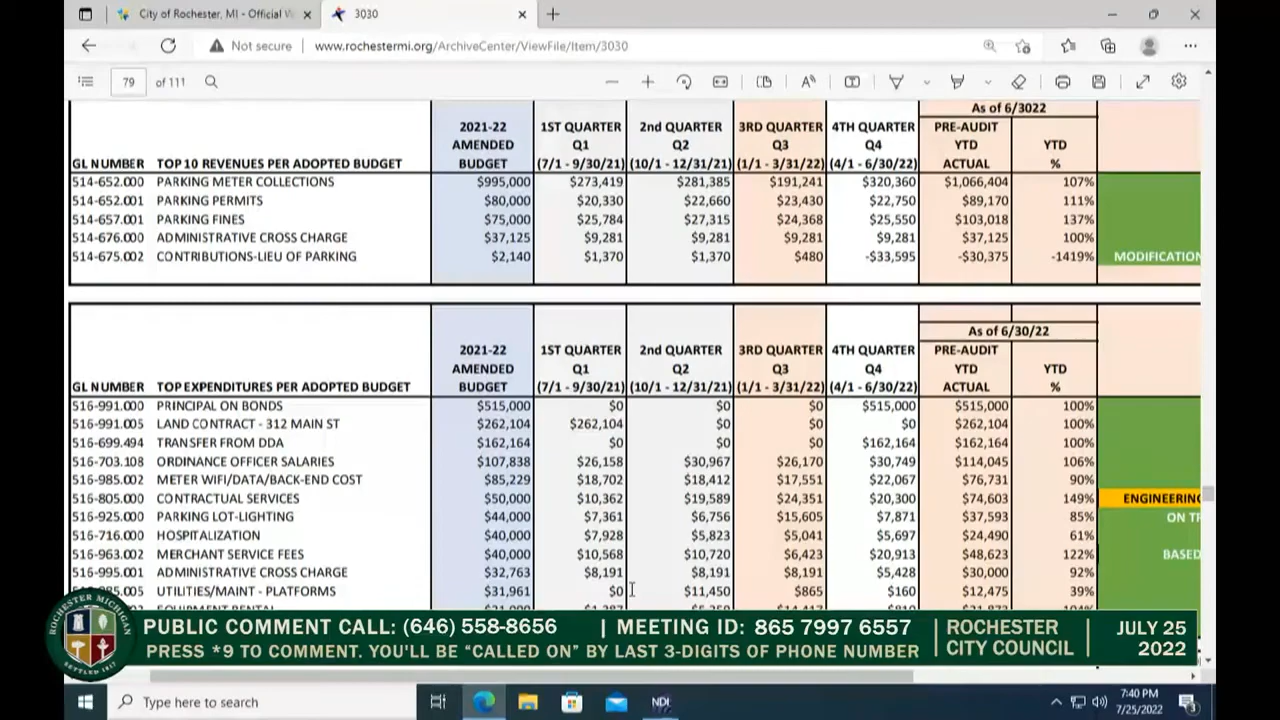 City of Rochester, MI - Official V
3030
Not secure | www.rochestermi.org/ArchiveCenter/ViewFile/Item/3030
79 of 111
As of 6/3022
GL NUMBER TOP 10 REVENUES PER ADOPTED BUDGET 2021-22 AMENDED BUDGET 1ST QUARTER Q1 (7/1 - 9/30/21) 2nd QUARTER Q2 (10/1 - 12/31/21) 3RD QUARTER Q3 (1/1 - 3/31/22) 4TH QUARTER Q4 (4/1 - 6/30/22) PRE-AUDIT YTD ACTUAL YTD %
514-652.000 PARKING METER COLLECTIONS $995,000 $273,419 $281,385 $191,241 $320,360 $1,066,404 107%
514-652.001 PARKING PERMITS $80,000 $20,330 $22,660 $23,430 $22,750 $89,170 111%
514-657.001 PARKING FINES $75,000 $25,784 $27,315 $24,368 $25,550 $103,018 137%
514-676.000 ADMINISTRATIVE CROSS CHARGE $37,125 $9,281 $9,281 $9,281 $9,281 $37,125 100%
514-675.002 CONTRIBUTIONS-LIEU OF PARKING $2,140 $1,370 $1,370 $480 -$33,595 -$30,375 -1419% MODIFICATION
As of 6/30/22
GL NUMBER TOP EXPENDITURES PER ADOPTED BUDGET 2021-22 AMENDED BUDGET 1ST QUARTER Q1 (7/1 - 9/30/21) 2nd QUARTER Q2 (10/1 - 12/31/21) 3RD QUARTER Q3 (1/1 - 3/31/22) 4TH QUARTER Q4 (4/1 - 6/30/22) PRE-AUDIT YTD ACTUAL YTD %
516-991.000 PRINCIPAL ON BONDS $515,000 $0 $0 $0 $515,000 $515,000 100%
516-991.005 LAND CONTRACT - 312 MAIN ST $262,104 $262,104 $0 $0 $0 $262,104 100%
516-699.494 TRANSFER FROM DDA $162,164 $0 $0 $0 $162,164 $162,164 100%
516-703.108 ORDINANCE OFFICER SALARIES $107,838 $26,158 $30,967 $26,170 $30,749 $114,045 106%
516-985.002 METER WIFI/DATA/BACK-END COST $85,229 $18,702 $18,412 $17,551 $22,067 $76,731 90%
516-805.000 CONTRACTUAL SERVICES $50,000 $10,362 $19,589 $24,351 $20,300 $74,603 149% ENGINEERING
516-925.000 PARKING LOT-LIGHTING $44,000 $7,361 $6,756 $15,605 $7,871 $37,593 85% ON TR
516-716.000 HOSPITALIZATION $40,000 $7,928 $5,823 $5,041 $5,697 $24,490 61%
516-963.002 MERCHANT SERVICE FEES $40,000 $10,568 $10,720 $6,423 $20,913 $48,623 122% BASED
516-995.001 ADMINISTRATIVE CROSS CHARGE $32,763 $8,191 $8,191 $8,191 $5,428 $30,000 92%
.005 UTILITIES/MAINT - PLATFORMS $31,961 $0 $11,450 $865 $160 $12,475 39%
ROCHESTER MICHIGAN
SETTLED 1817
PUBLIC COMMENT CALL: (646) 558-8656 | MEETING ID: 865 7997 6557
PRESS *9 TO COMMENT. YOU'LL BE “CALLED ON” BY LAST 3-DIGITS OF PHONE NUMBER
ROCHESTER CITY COUNCIL
JULY 25 2022
Type here to search
NDI
7:40 PM
7/25/2022
3